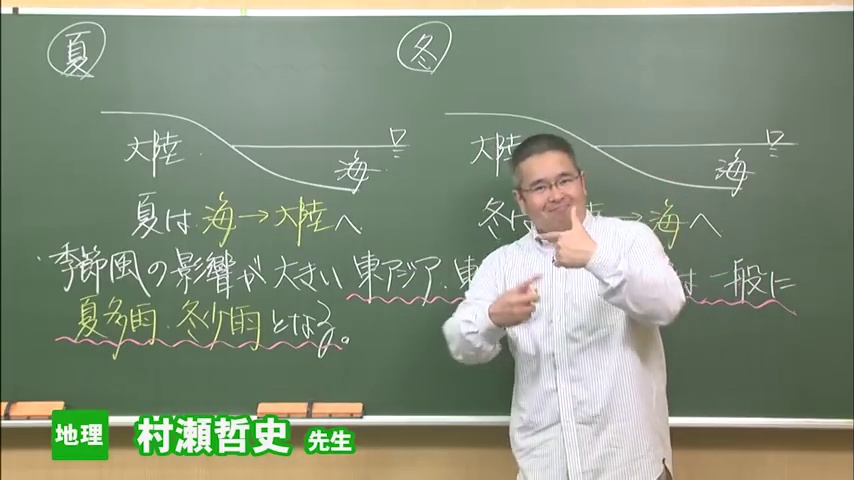 夏
冬
大陸
海
大陸
海
夏は 海→大陸へ
冬は → 海へ
・季節風の影響が大きい 東アジア・東 は一般に
夏多雨・冬少雨となる。
地理 村瀬哲史 先生